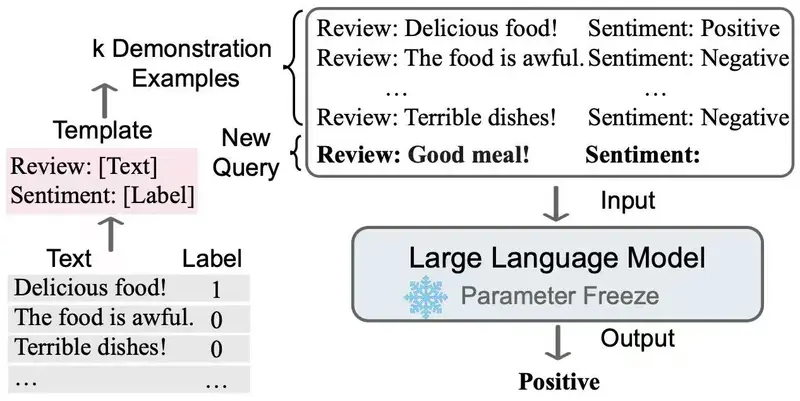 k Demonstration
Examples
Review: Delicious food! Sentiment: Positive
Review: The food is awful. Sentiment: Negative
... ...
Review: Terrible dishes! Sentiment: Negative
New
Query
Review: Good meal! Sentiment:
Template
Review: [Text]
Sentiment: [Label]
Text Label
Delicious food! 1
The food is awful. 0
Terrible dishes! 0
... ...
Input
Large Language Model
Parameter Freeze
Output
Positive